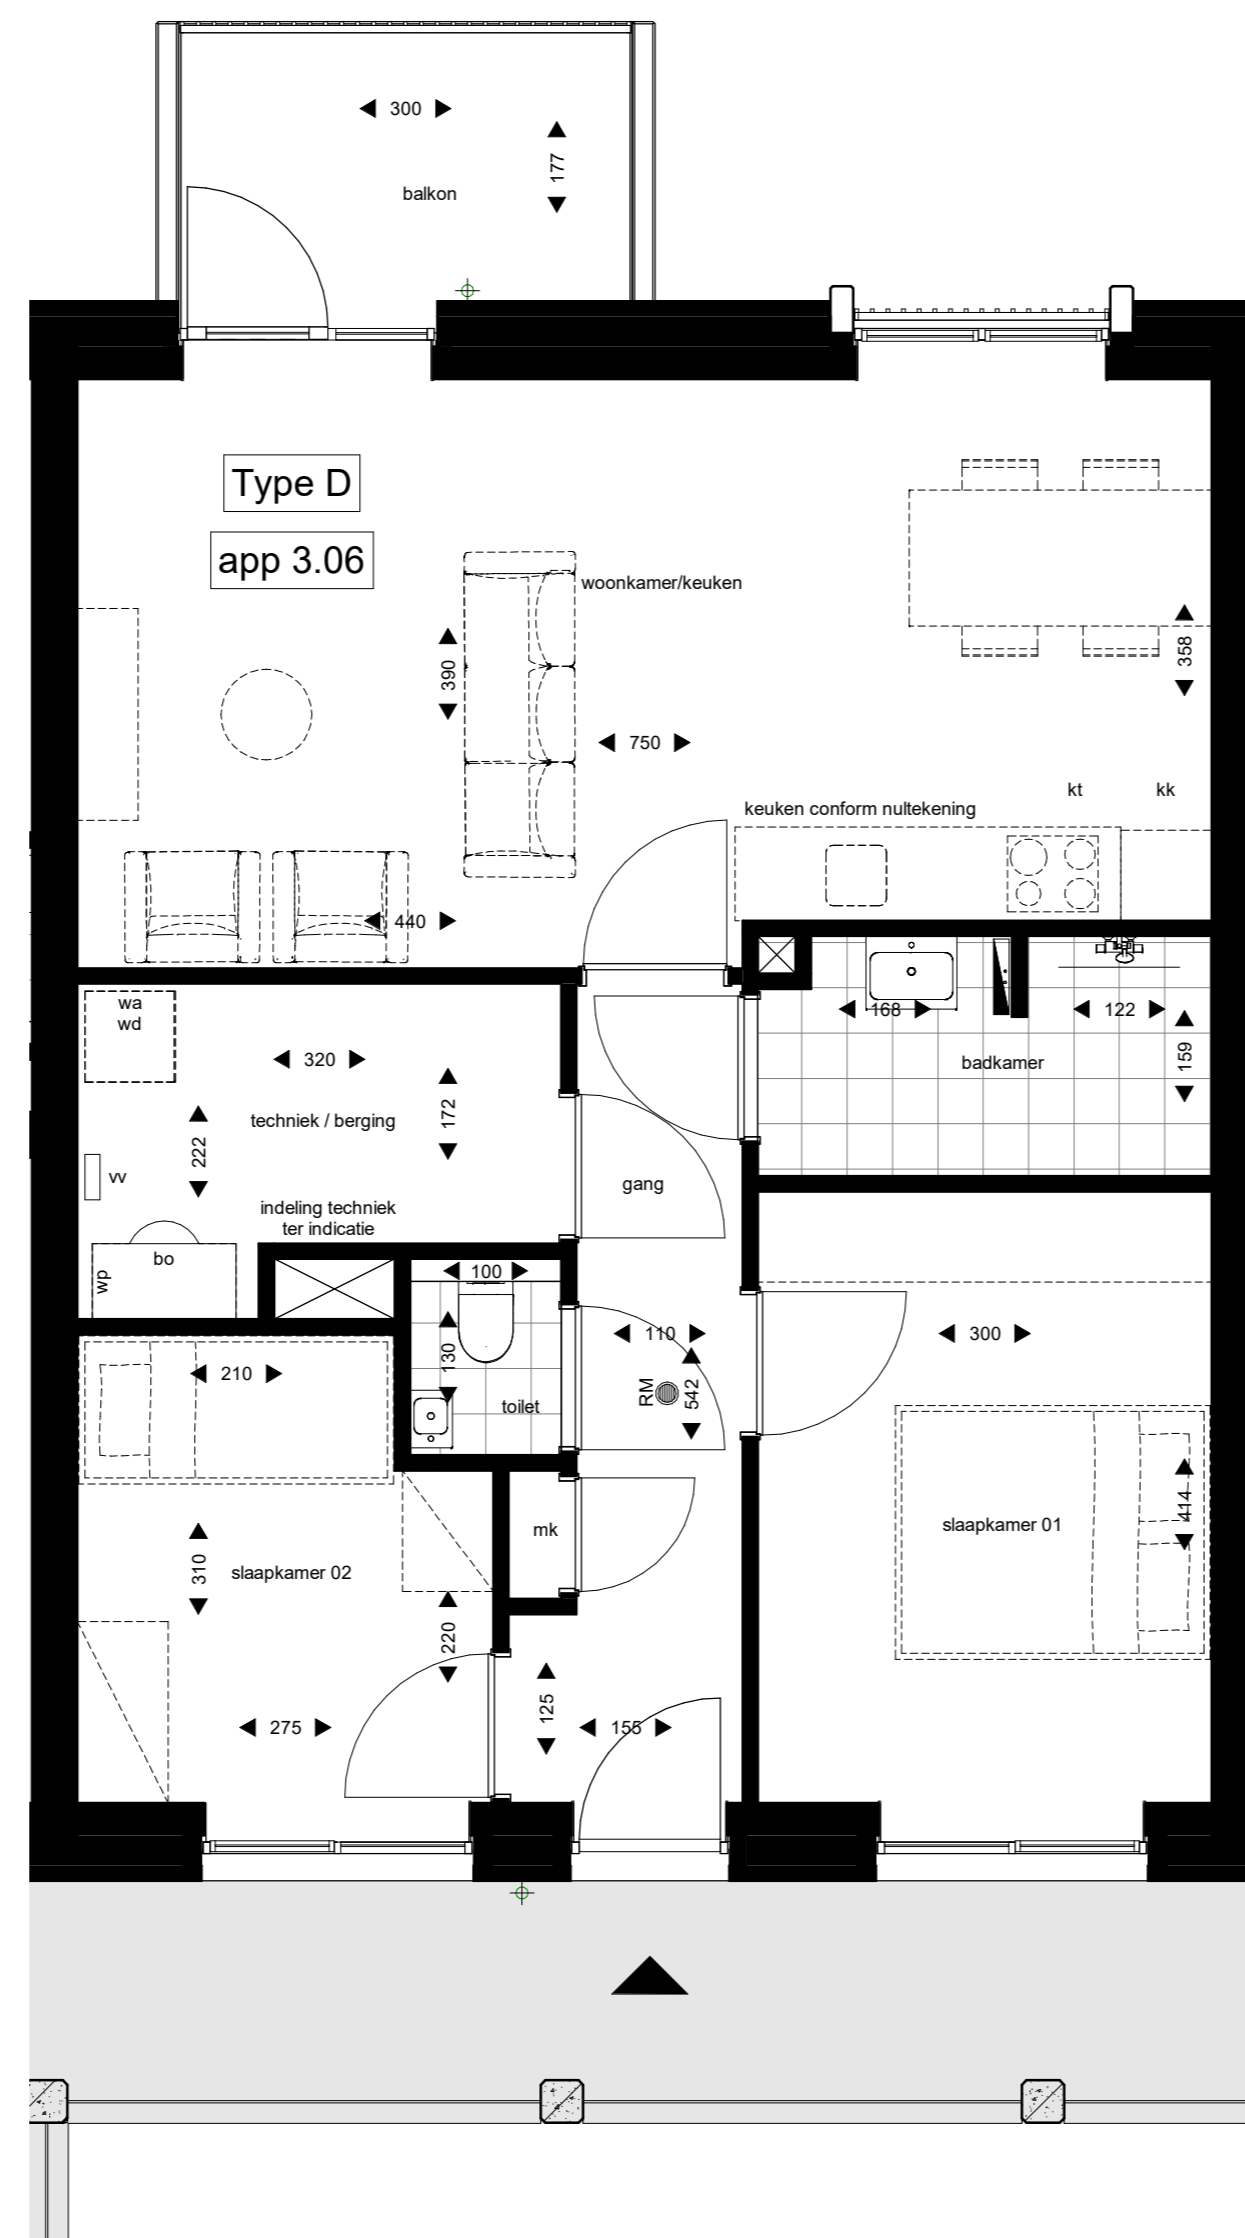 300
177
balkon
Type D
app 3.06
woonkamer/keuken
390
358
750
kt
kk
keuken conform nultekening
440
wa
wd
320
172
techniek / berging
222
vv
indeling techniek
ter indicatie
bo
wp
168
122
159
badkamer
gang
100
130
toilet
110
RM
542
300
210
414
slaapkamer 01
mk
310
slaapkamer 02
220
275
125
155